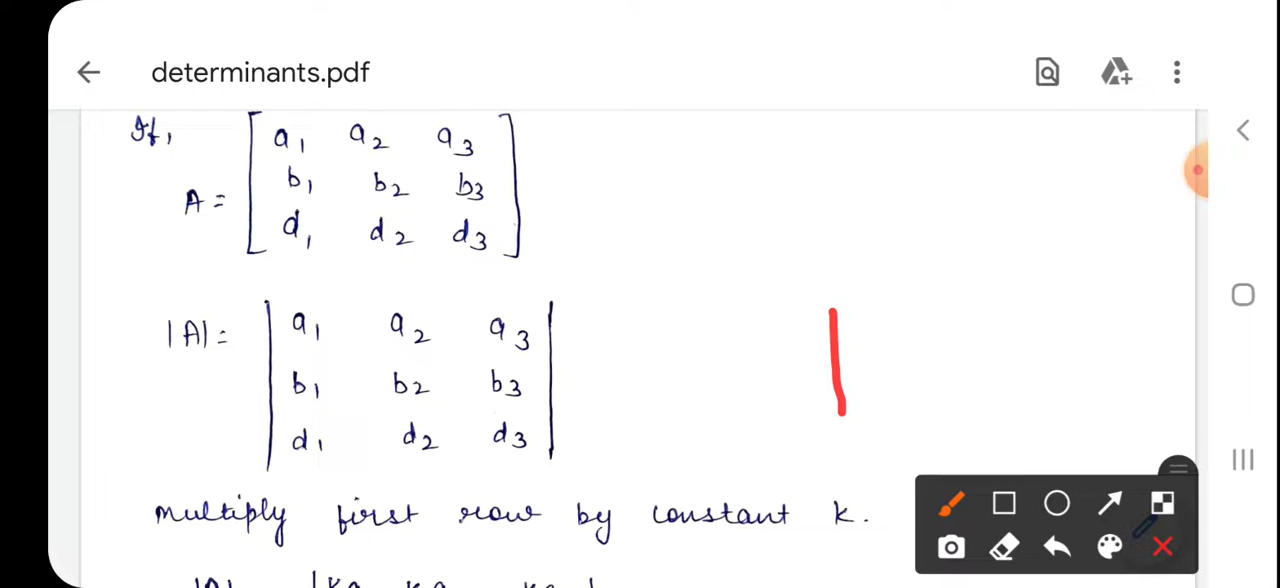 determinants.pdf
If,
A = [ a1 a2 a3
b1 b2 b3
d1 d2 d3 ]
|A| = | a1 a2 a3
b1 b2 b3
d1 d2 d3 |
multiply first row by constant k.